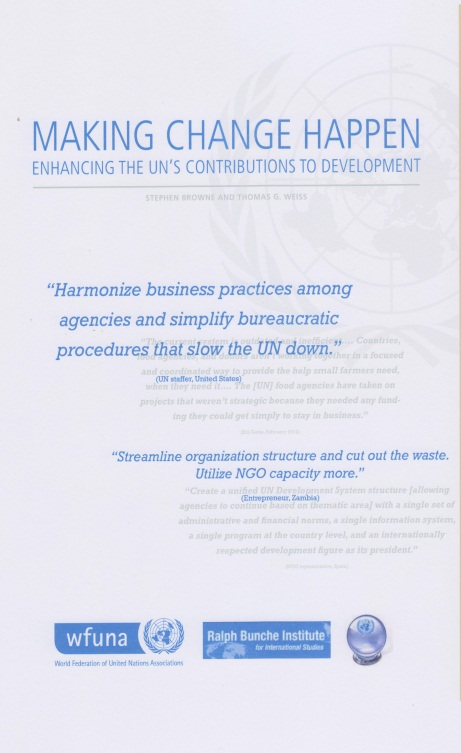 MAKING CHANGE HAPPEN
ENHANCING THE UN'S CONTRIBUTIONS TO DEVELOPMENT
STEPHEN BROWNE AND THOMAS G. WEISS
“Harmonize business practices among
agencies and simplify bureaucratic
procedures that slow the UN down.”
(UN staffer, United States)
“The current system is outdated and inefficient.... Countries,
food agencies, and donors aren't working together in a focused
and coordinated way to provide the help small farmers need,
when they need it.... The [UN] food agencies have taken on
projects that weren't strategic because they needed any fund-
ing they could get simply to stay in business.”
“Streamline organization structure and cut out the waste.
Utilize NGO capacity more.”
(Entrepreneur, Zambia)
“Create a unified UN Development System structure [allowing
agencies to continue based on thematic area] with a single set of
administrative and financial norms, a single information system,
a single program at the country level, and an internationally
respected development figure as its president.”
wfuna
World Federation of United Nations Associations
Ralph Bunche Institute
for International Studies